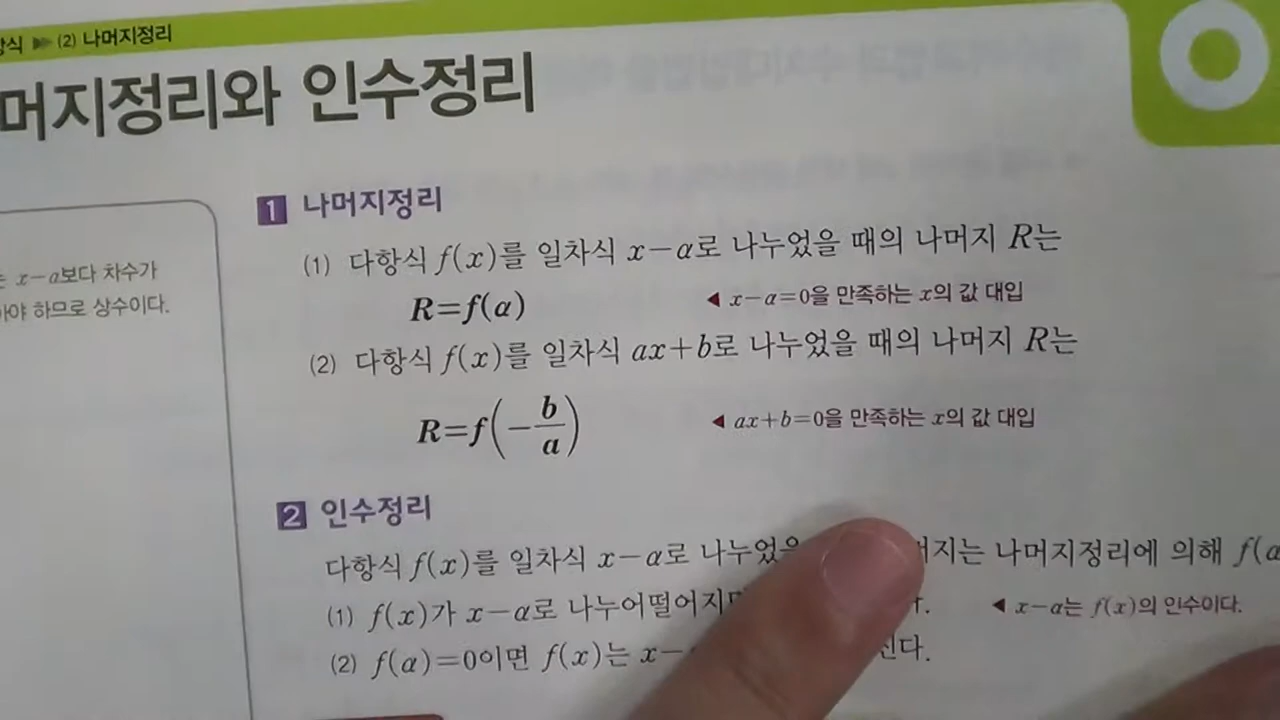 (2) 나머지정리
머지정리와 인수정리
x-α보다 차수가
야 하므로 상수이다.
1 나머지정리
(1) 다항식 f(x)를 일차식 x-α로 나누었을 때의 나머지 R는
R=f(α)
◀ x-α=0을 만족하는 x의 값 대입
(2) 다항식 f(x)를 일차식 ax+b로 나누었을 때의 나머지 R는
R=f(-b/a)
◀ ax+b=0을 만족하는 x의 값 대입
2 인수정리
다항식 f(x)를 일차식 x-α로 나누었을 머지는 나머지정리에 의해 f(α
(1) f(x)가 x-α로 나누어떨어지면
◀ x-α는 f(x)의 인수이다.
(2) f(α)=0이면 f(x)는 x-